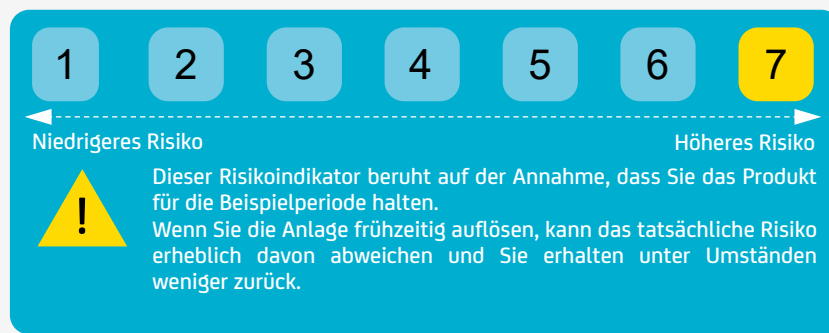 1 2 3 4 5 6 7
Niedrigeres Risiko Höheres Risiko
! Dieser Risikoindikator beruht auf der Annahme, dass Sie das Produkt
für die Beispielperiode halten.
Wenn Sie die Anlage frühzeitig auflösen, kann das tatsächliche Risiko
erheblich davon abweichen und Sie erhalten unter Umständen
weniger zurück.